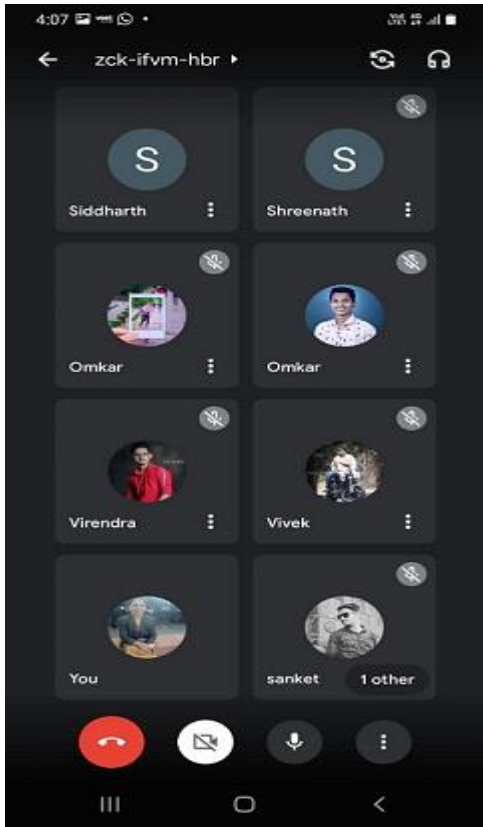 4:07
zck-ifvm-hbr
S
S
Siddharth
Shreenath
Omkar
Omkar
Virendra
Vivek
You
sanket
1 other